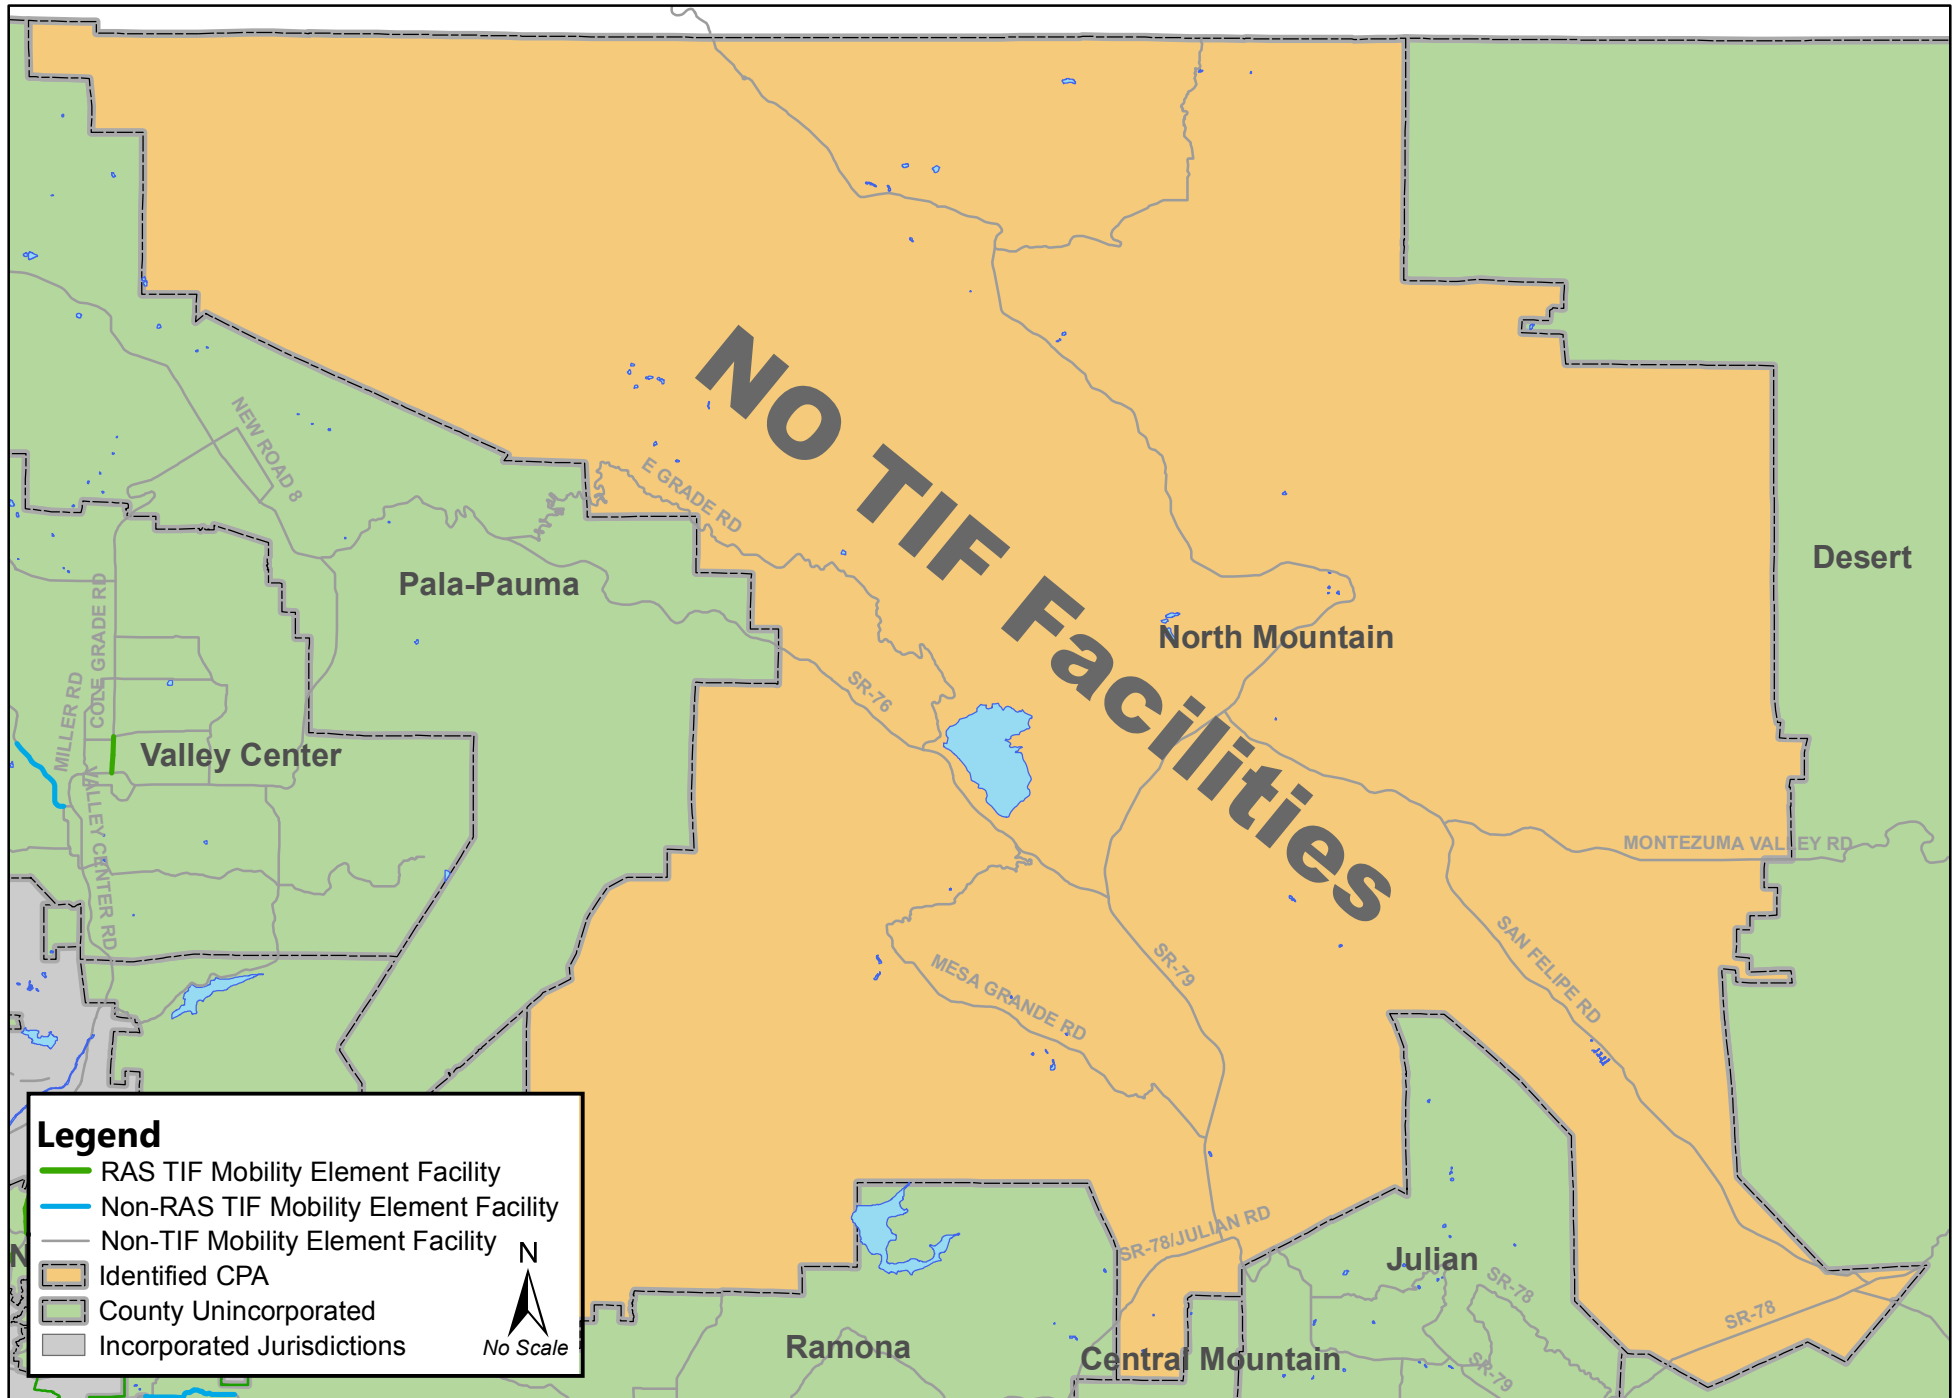 NO TIF Facilities
NEW ROAD 8
E GRADE RD
Desert
Pala-Pauma
North Mountain
COLE GRADE RD
MILLER RD
SR-76
Valley Center
VALLEY CENTER RD
MONTEZUMA VALLEY RD
SR-79
SAN FELIPE RD
MESA GRANDE RD
SR-78/JULIAN RD
Julian
SR-78
SR-78
Ramona
Central Mountain
SR-79
N
Legend
RAS TIF Mobility Element Facility
Non-RAS TIF Mobility Element Facility
Non-TIF Mobility Element Facility
Identified CPA
County Unincorporated
Incorporated Jurisdictions
N
No Scale